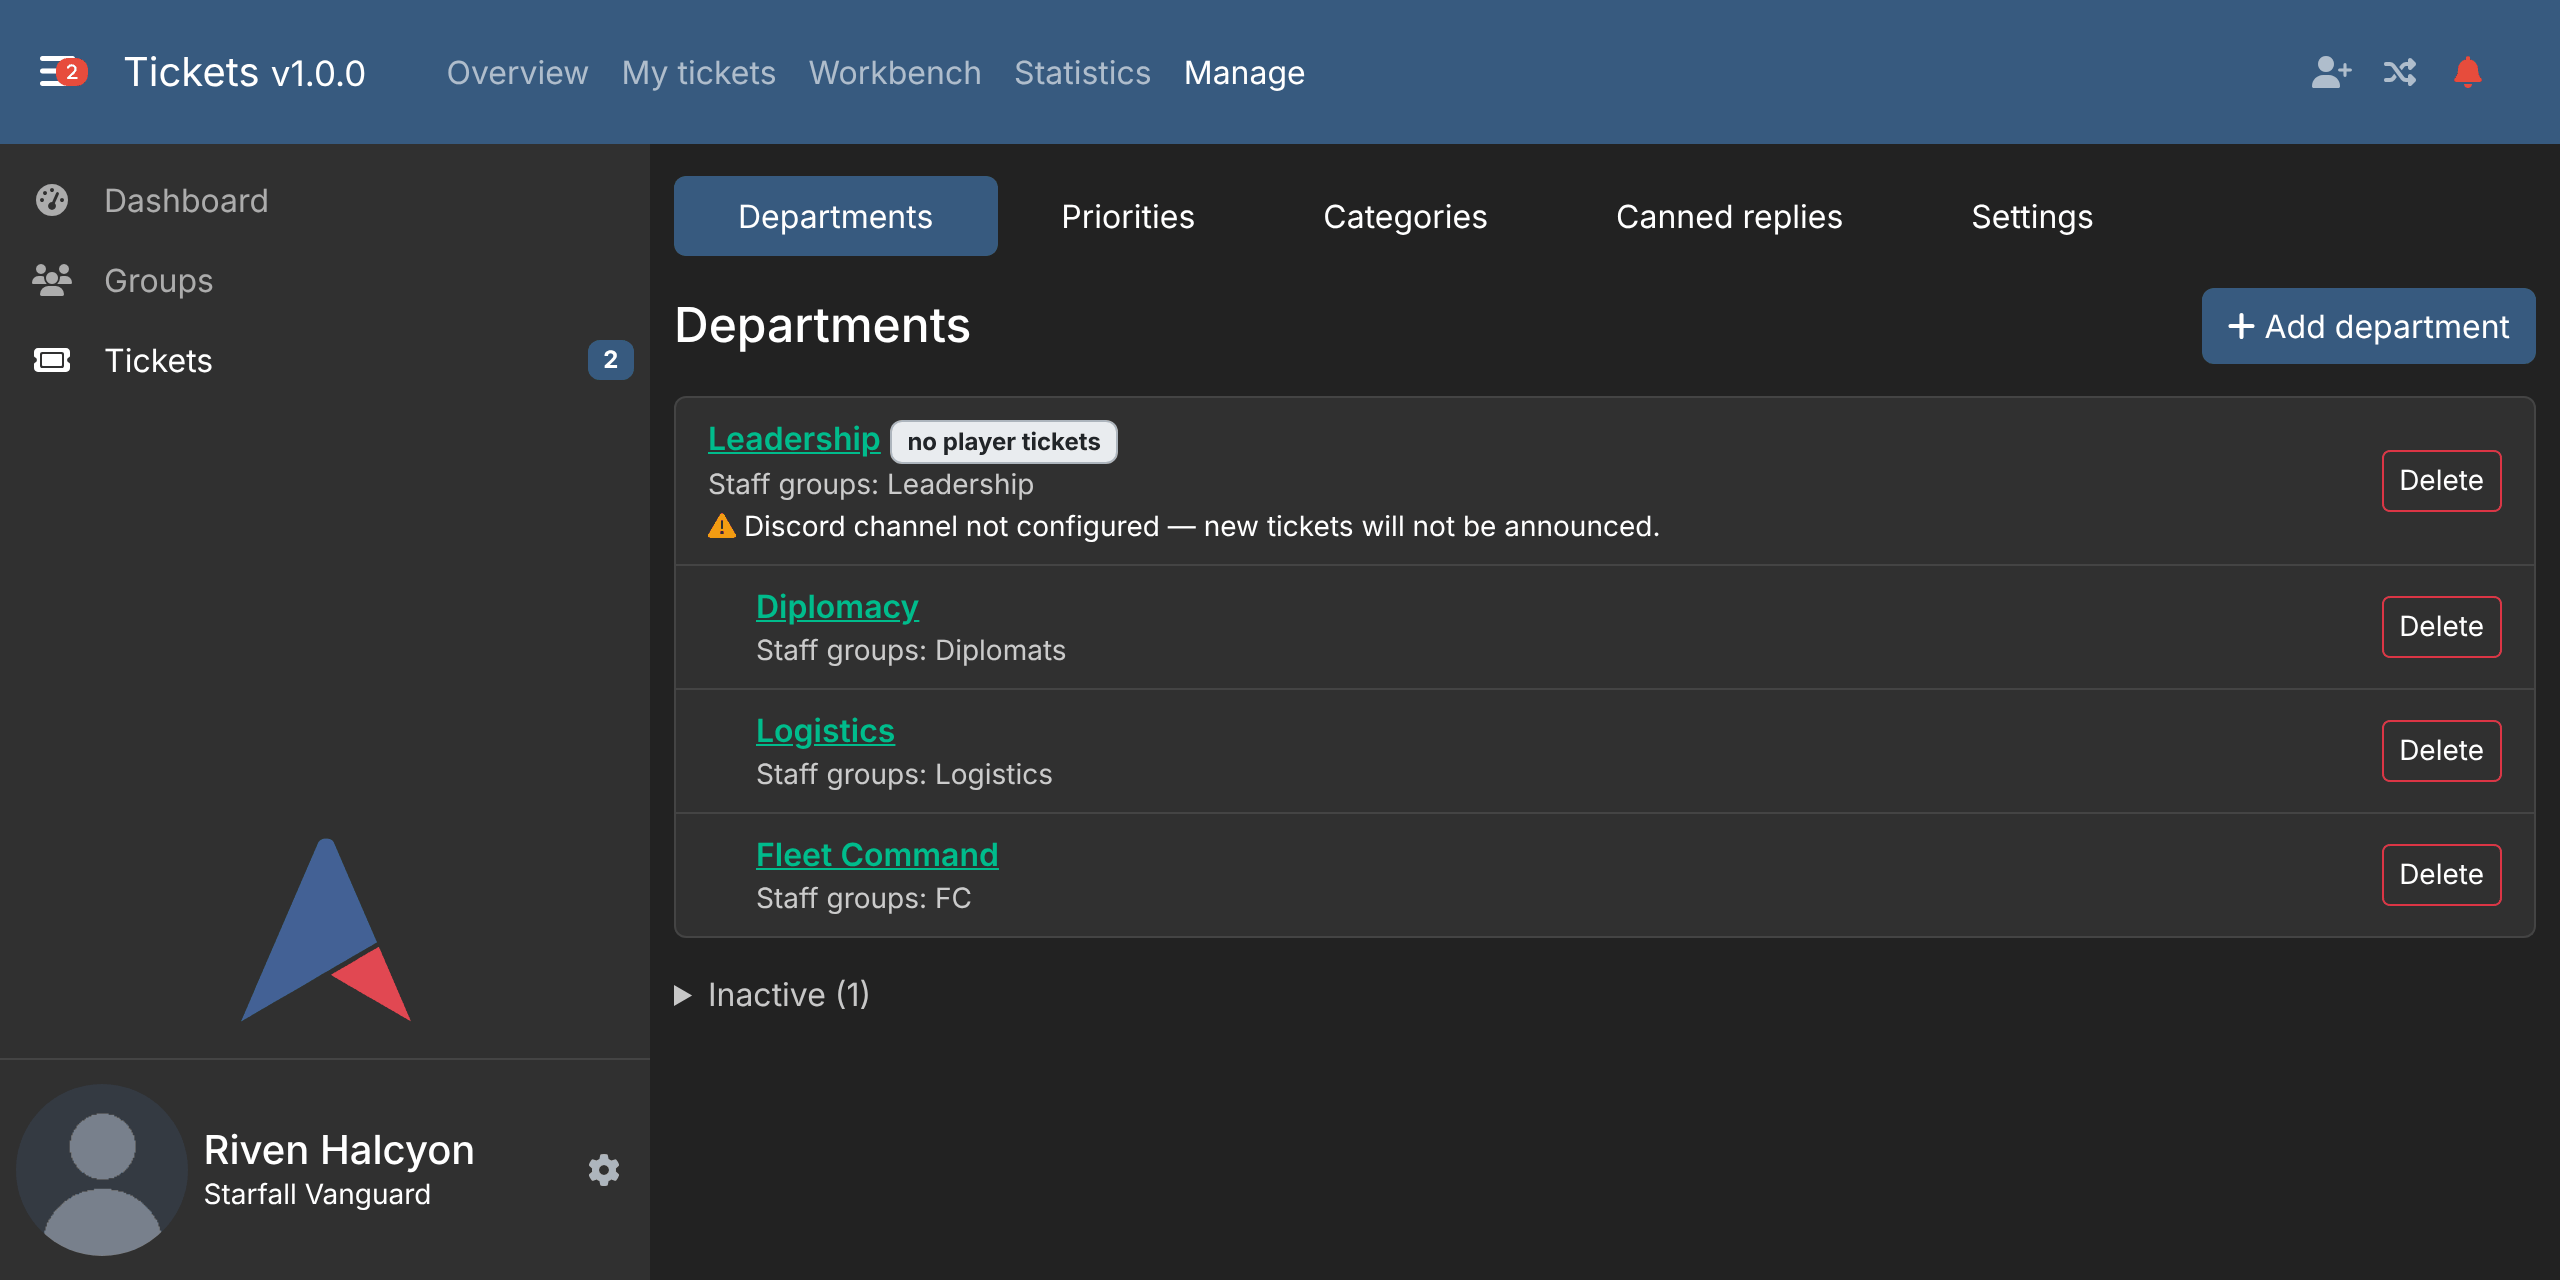 2
Tickets v1.0.0
Overview
My tickets
Workbench
Statistics
Manage
Dashboard
Groups
Tickets
2
Departments
Priorities
Categories
Canned replies
Settings
Departments
Add department
Leadership
no player tickets
Staff groups: Leadership
Discord channel not configured — new tickets will not be announced.
Delete
Diplomacy
Staff groups: Diplomats
Delete
Logistics
Staff groups: Logistics
Delete
Fleet Command
Staff groups: FC
Delete
Inactive (1)
Riven Halcyon
Starfall Vanguard